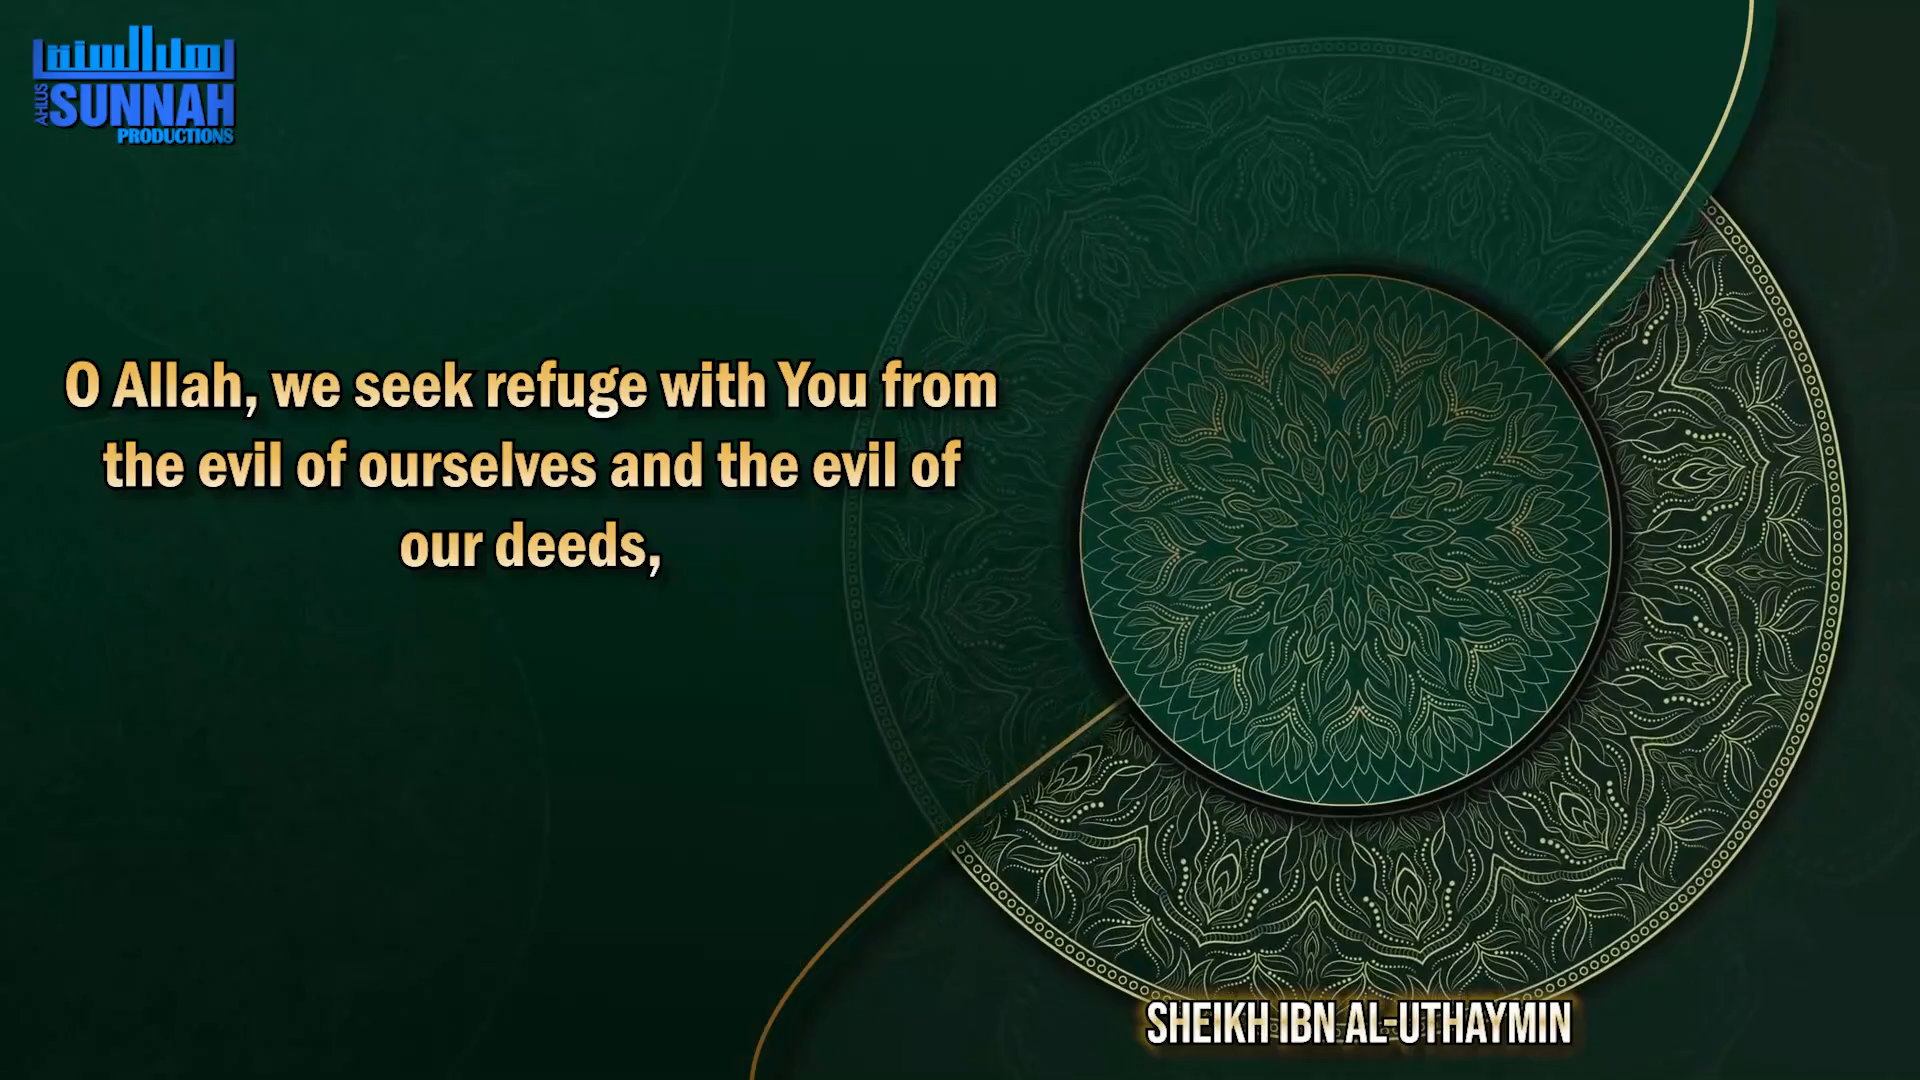 اهل السنة
AHLUS
SUNNAH
PRODUCTIONS
O Allah, we seek refuge with You from
the evil of ourselves and the evil of
our deeds,
SHEIKH IBN AL-UTHAYMIN